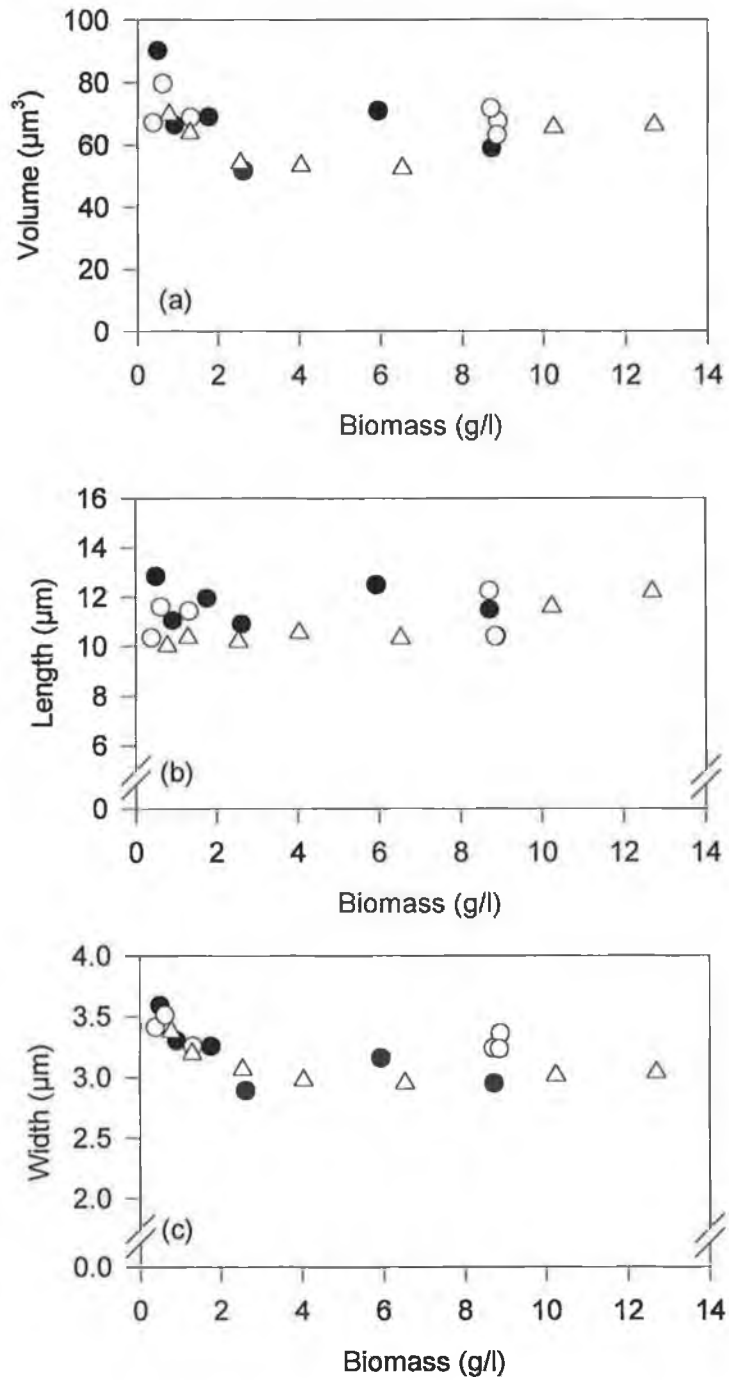 100
80
60
40
20
0
Volume (µm³)
(a)
0 2 4 6 8 10 12 14
Biomass (g/l)
16
14
12
10
8
6
0
Length (µm)
(b)
0 2 4 6 8 10 12 14
Biomass (g/l)
4.0
3.5
3.0
2.5
2.0
0.0
Width (µm)
(c)
0 2 4 6 8 10 12 14
Biomass (g/l)